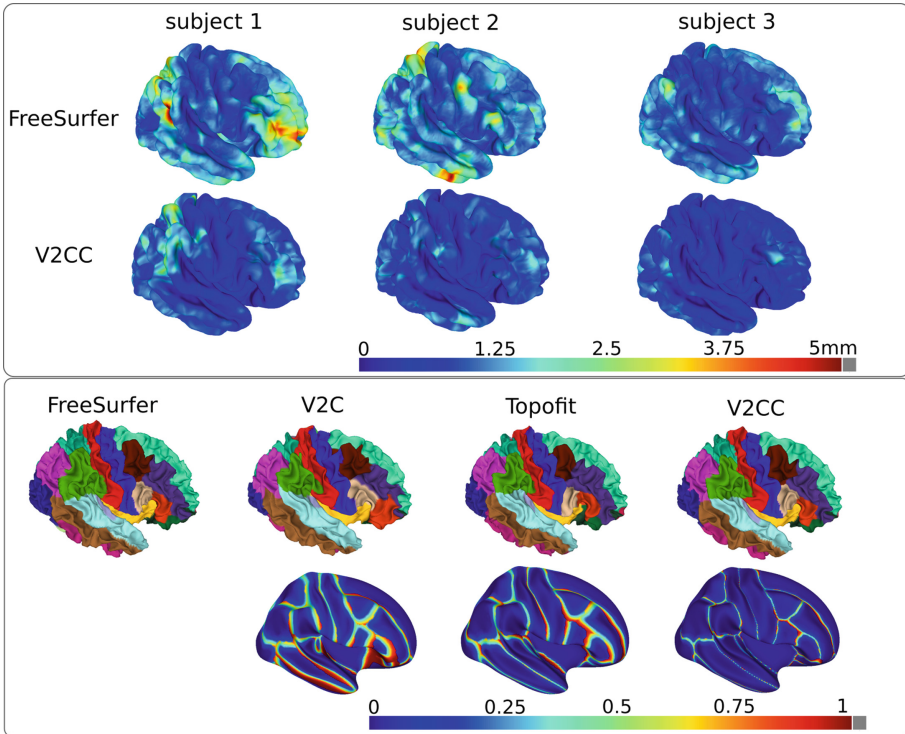 subject 1 subject 2 subject 3
FreeSurfer
V2CC
0 1.25 2.5 3.75 5mm
FreeSurfer V2C Topofit V2CC
0 0.25 0.5 0.75 1